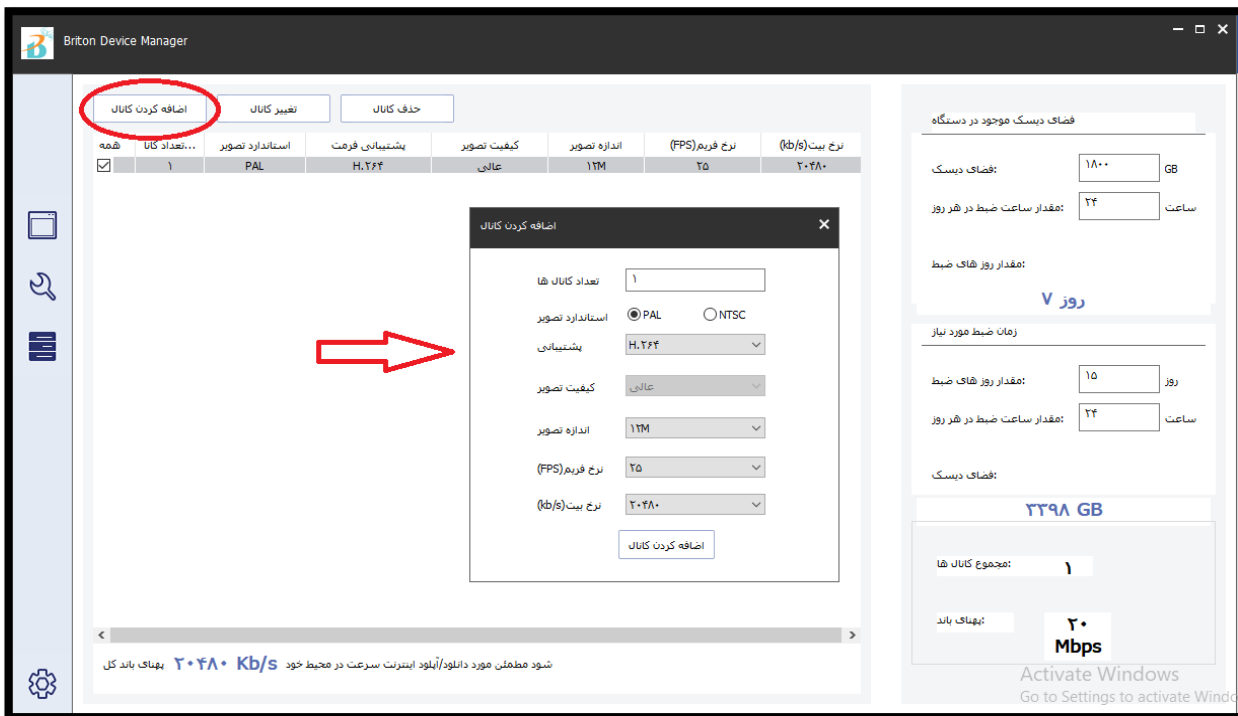 Briton Device Manager
اضافه کردن کانال
تغییر کانال
حذف کانال
همه
تعداد کانا...
استاندارد تصویر
پشتیبانی فرمت
کیفیت تصویر
اندازه تصویر
نرخ فریم(FPS)
نرخ بیت(kb/s)
۱
PAL
H.۲۶۴
عالی
۱۲M
۲۵
۲۰۴۸۰
اضافه کردن کانال
تعداد کانال ها
۱
استاندارد تصویر
PAL
NTSC
پشتیبانی
H.۲۶۴
کیفیت تصویر
عالی
اندازه تصویر
۱۲M
نرخ فریم(FPS)
۲۵
نرخ بیت(kb/s)
۲۰۴۸۰
اضافه کردن کانال
شود مطمئن مورد دانلود/آپلود اینترنت سرعت در محیط خود ۲۰۴۸۰ Kb/s پهنای باند کل
فضای دیسک موجود در دستگاه
:فضای دیسک
۱۸۰۰
GB
:مقدار ساعت ضبط در هر روز
۲۴
ساعت
:مقدار روز های ضبط
۷ روز
زمان ضبط مورد نیاز
:مقدار روز های ضبط
۱۵
روز
:مقدار ساعت ضبط در هر روز
۲۴
ساعت
:فضای دیسک
۳۳۹۸ GB
:مجموع کانال ها
۱
:پهنای باند
۲۰
Mbps
Activate Windows
Go to Settings to activate Windo